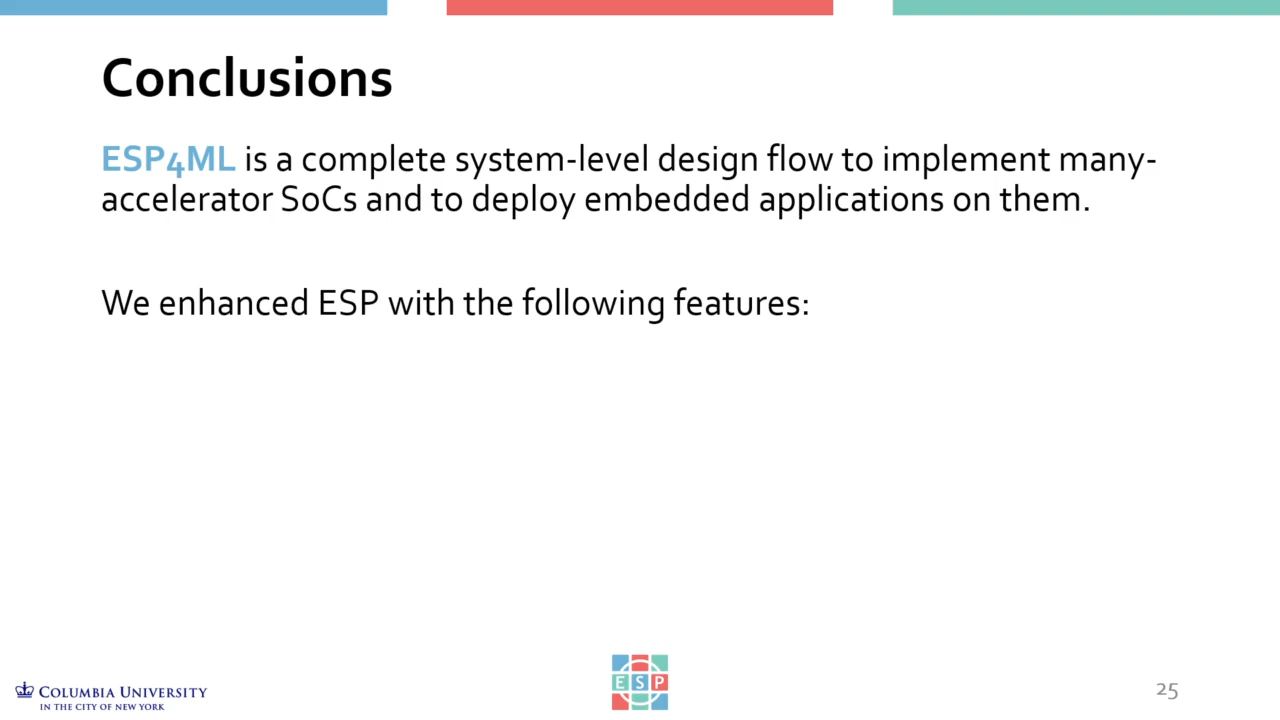 Conclusions
ESP4ML is a complete system-level design flow to implement many-
accelerator SoCs and to deploy embedded applications on them.
We enhanced ESP with the following features:
COLUMBIA UNIVERSITY
IN THE CITY OF NEW YORK
ESP
25